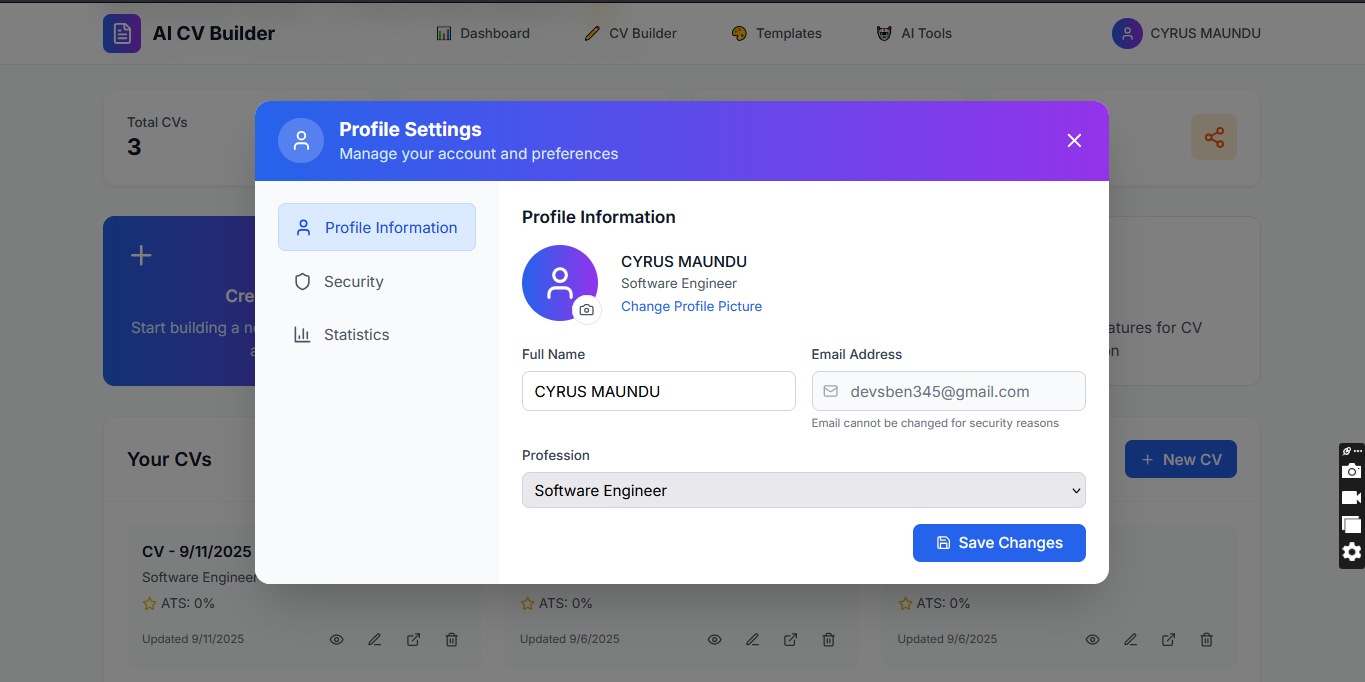 AI CV Builder
Dashboard
CV Builder
Templates
AI Tools
CYRUS MAUNDU
Total CVs
3
Profile Settings
Manage your account and preferences
Profile Information
Security
Statistics
Profile Information
CYRUS MAUNDU
Software Engineer
Change Profile Picture
Full Name
Email Address
CYRUS MAUNDU
devsben345@gmail.com
Email cannot be changed for security reasons
Profession
Software Engineer
Save Changes
Start building a
atures for CV
Your CVs
New CV
CV - 9/11/2025
Software Engineer
ATS: 0%
ATS: 0%
ATS: 0%
Updated 9/11/2025
Updated 9/6/2025
Updated 9/6/2025